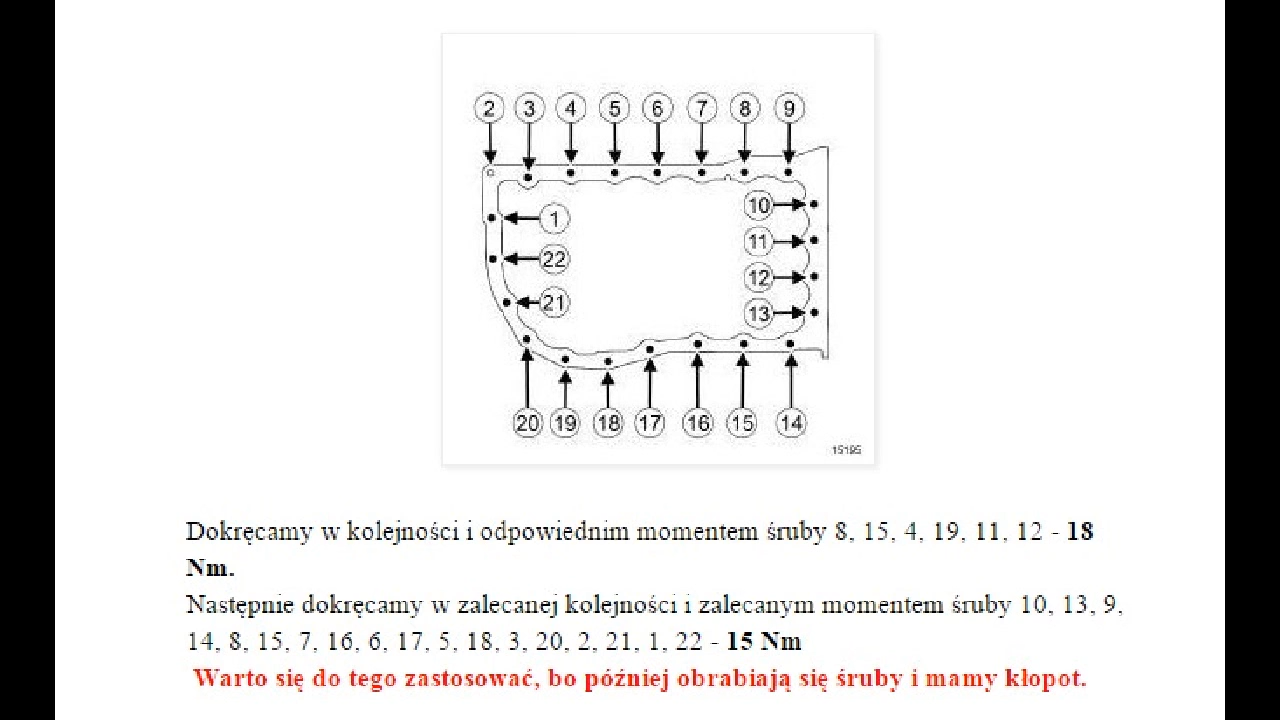 2 3 4 5 6 7 8 9
10
1
11
22
12
21
13
20 19 18 17 16 15 14
15195
Dokręcamy w kolejności i odpowiednim momentem śruby 8, 15, 4, 19, 11, 12 - 18
Nm.
Następnie dokręcamy w zalecanej kolejności i zalecanym momentem śruby 10, 13, 9,
14, 8, 15, 7, 16, 6, 17, 5, 18, 3, 20, 2, 21, 1, 22 - 15 Nm
Warto się do tego zastosować, bo później obrabiają się śruby i mamy kłopot.